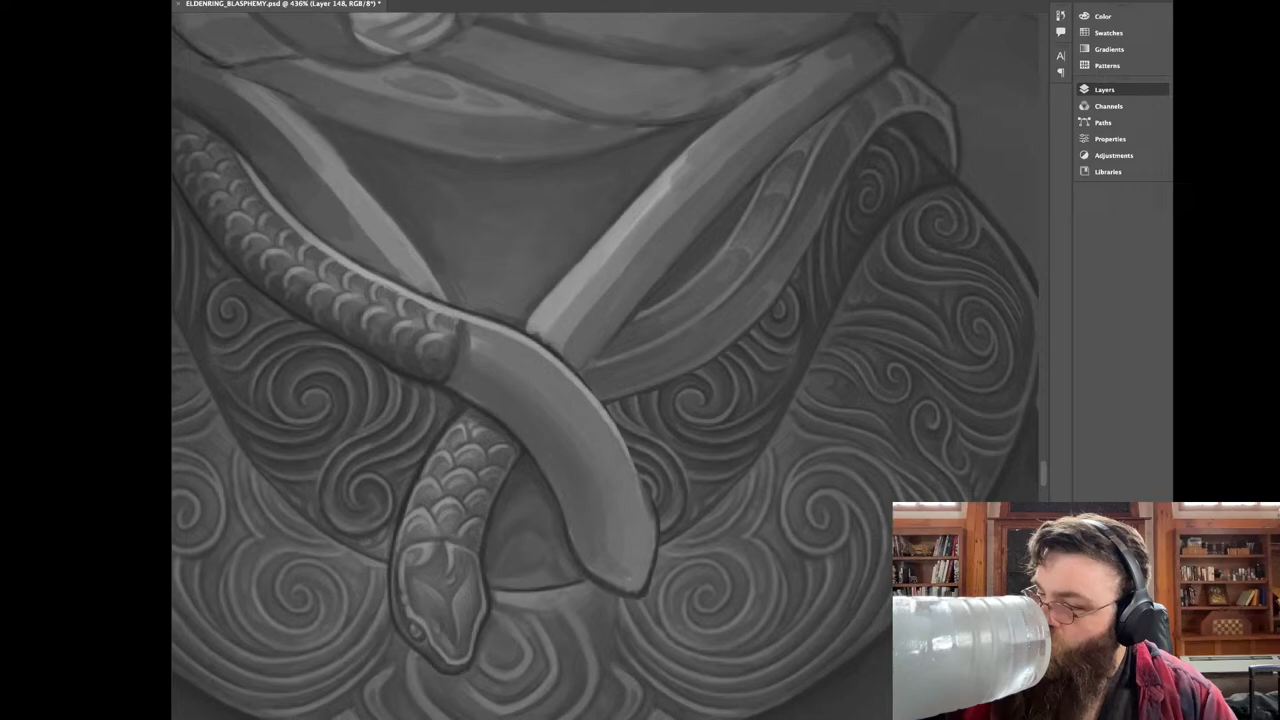 ELDENRING_BLASPHEMY.psd @ 436% (Layer 148, RGB/8*) *
Color
Swatches
Gradients
Patterns
Layers
Channels
Paths
Properties
Adjustments
Libraries